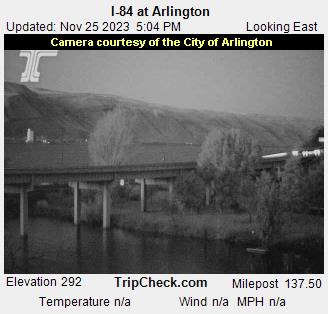 I-84 at Arlington
Updated: Nov 25 2023 5:04 PM Looking East
Camera courtesy of the City of Arlington
Elevation 292 TripCheck.com Milepost 137.50
Temperature n/a Wind n/a MPH n/a